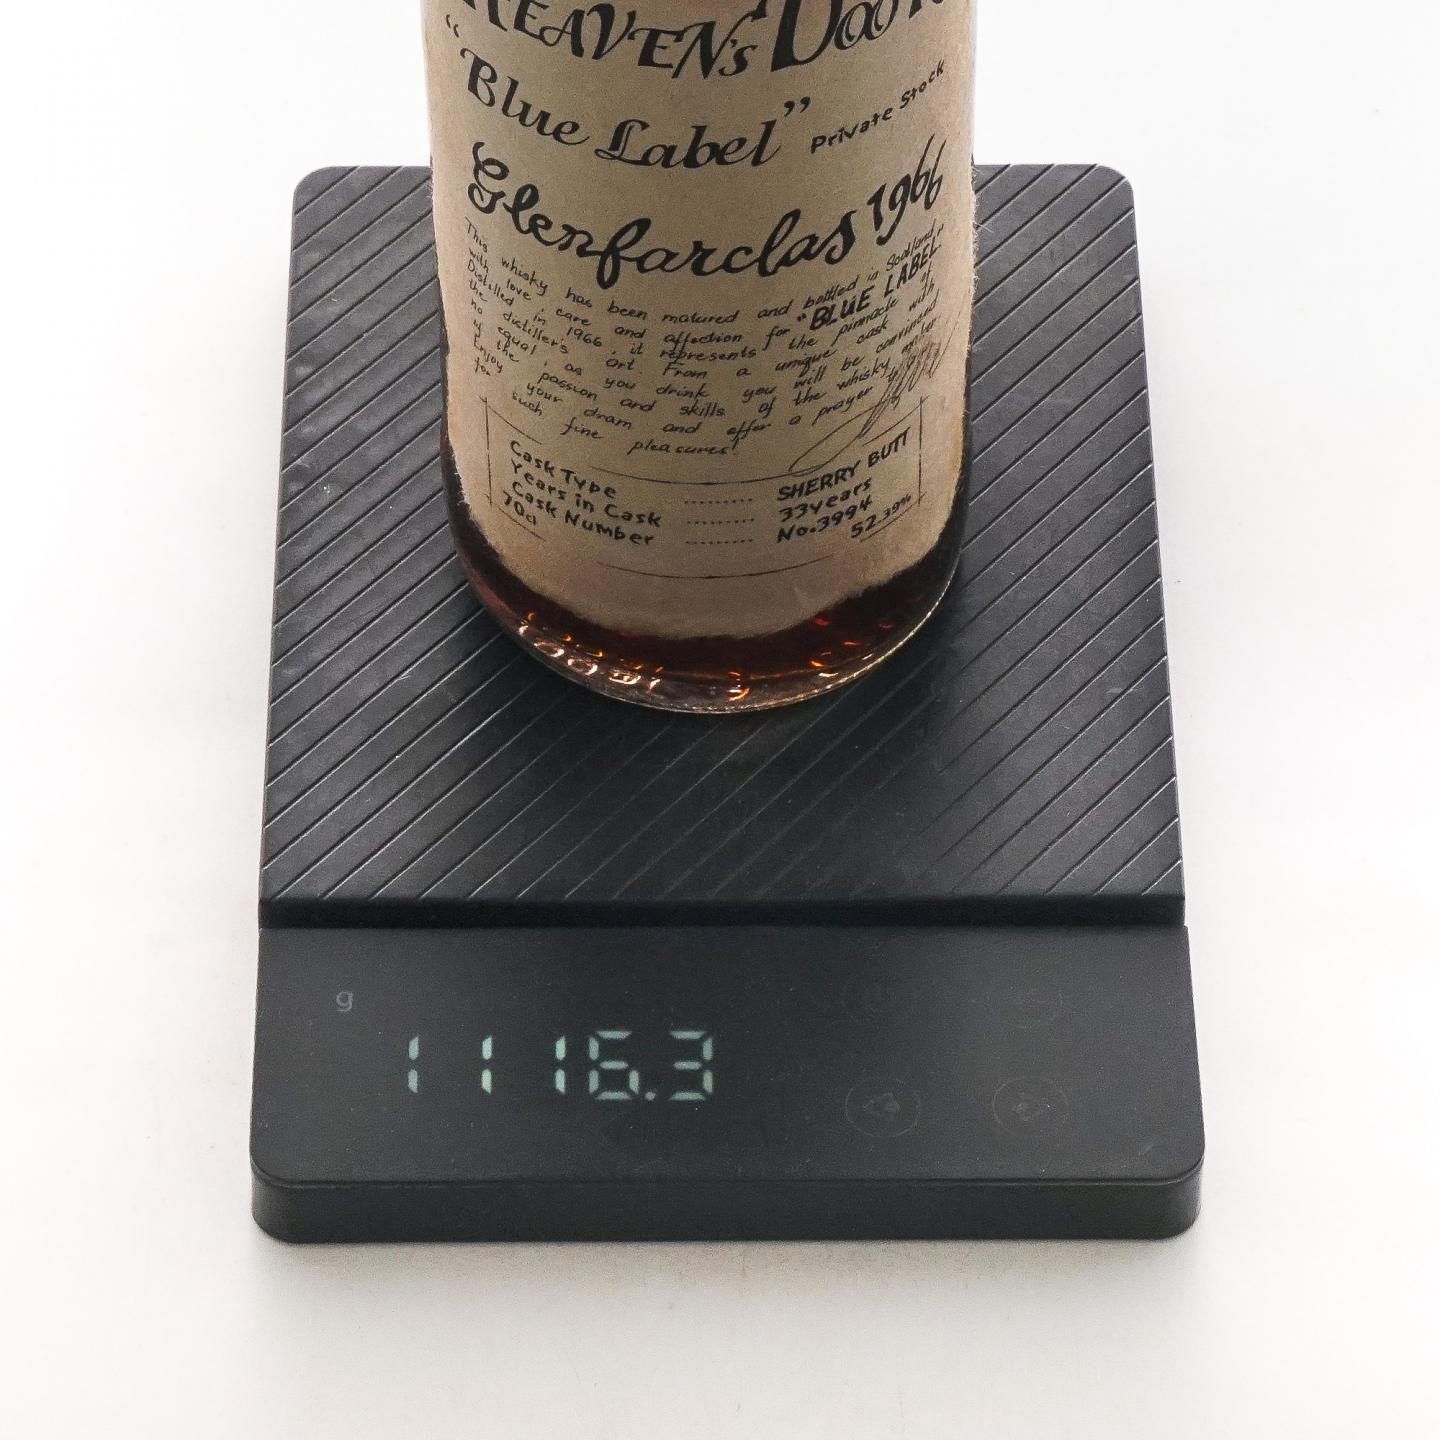 HEAVEN's Door
"Blue Label" Private Stock
Glenfarclas 1966
This whisky has been matured and bottled in Scotland
with love, care and affection for "BLUE LABEL".
Distilled in 1966, it represents the pinnacle of
the distiller's art. From a unique cask with
no equal, as you drink you will be convinced
of the passion and skills of the whisky maker
Enjoy your dram and offer a prayer
for such fine pleasures!
Cask Type ......... SHERRY BUTT
Years in Cask ......... 33years
Cask Number ......... No.3994
70cl 52.39%
g
1116.3